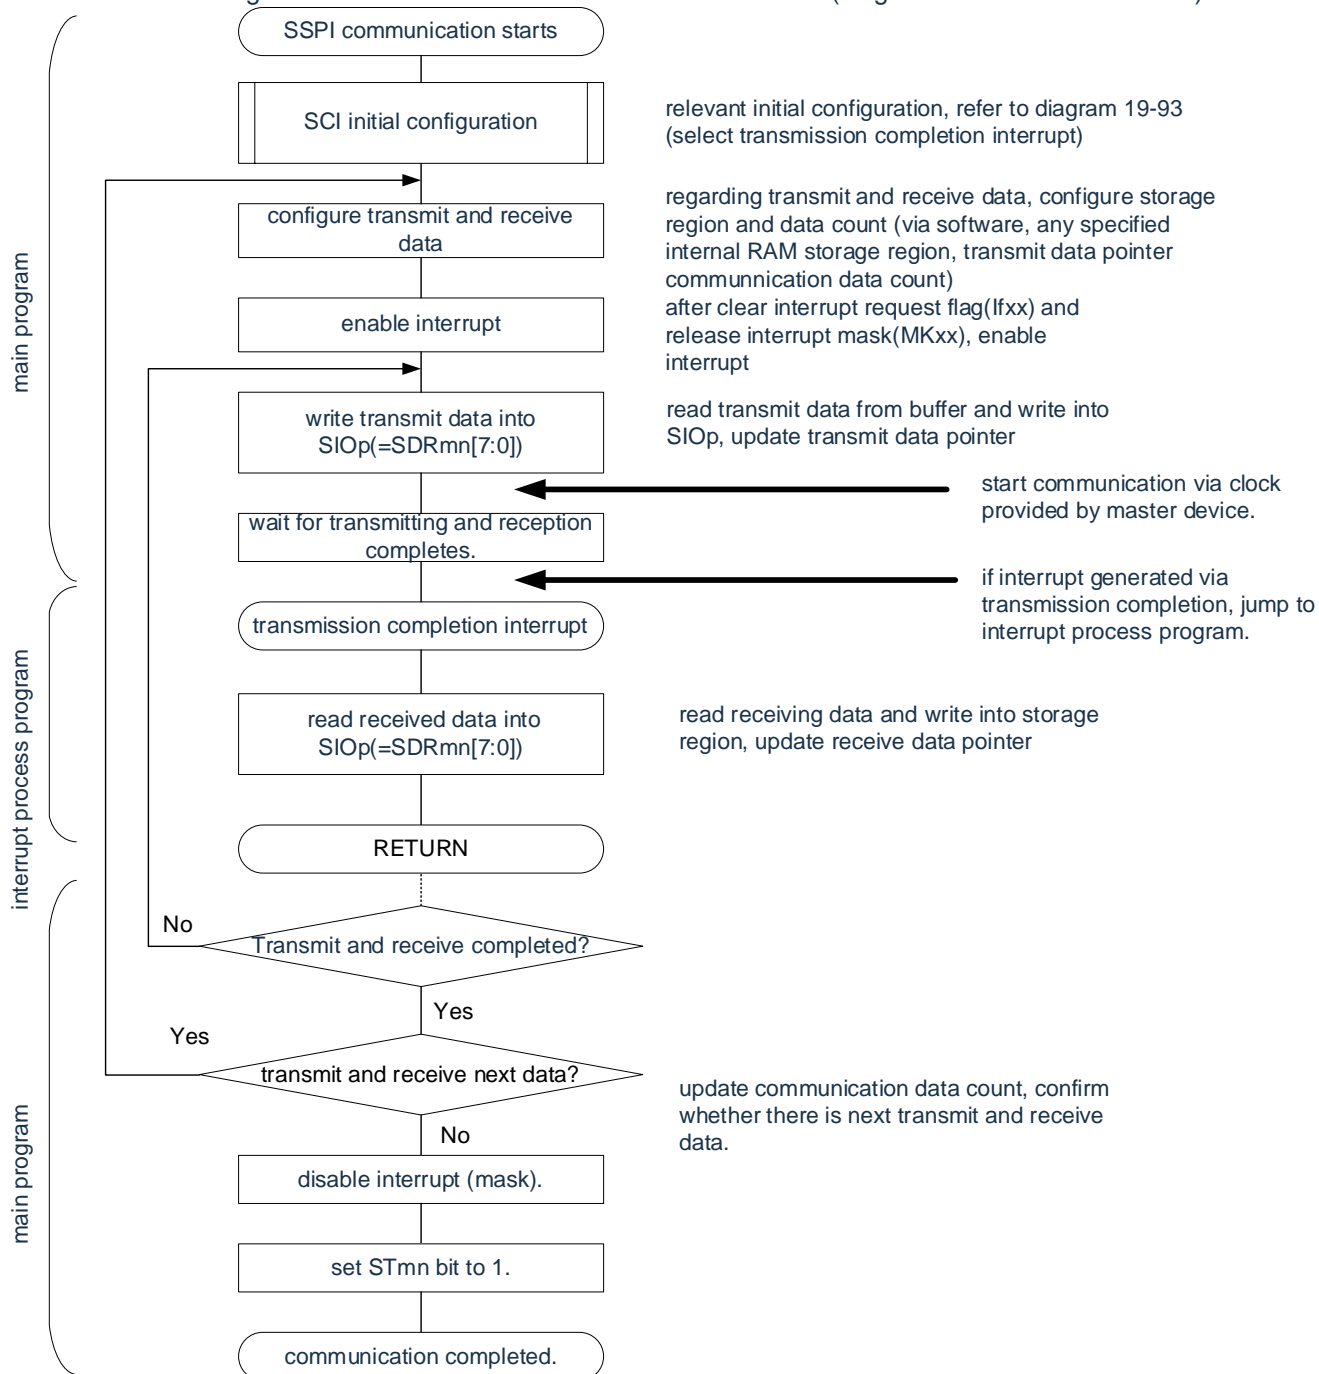 SSPI communication starts
SCI initial configuration
relevant initial configuration, refer to diagram 19-93
(select transmission completion interrupt)
configure transmit and receive
data
regarding transmit and receive data, configure storage
region and data count (via software, any specified
internal RAM storage region, transmit data pointer
communnication data count)
enable interrupt
after clear interrupt request flag(Ifxx) and
release interrupt mask(MKxx), enable
interrupt
main program
write transmit data into
SIOp(=SDRmn[7:0])
read transmit data from buffer and write into
SIOp, update transmit data pointer
start communication via clock
provided by master device.
wait for transmitting and reception
completes.
if interrupt generated via
transmission completion, jump to
interrupt process program.
transmission completion interrupt
read received data into
SIOp(=SDRmn[7:0])
read receiving data and write into storage
region, update receive data pointer
interrupt process program
RETURN
No
Transmit and receive completed?
Yes
Yes
transmit and receive next data?
update communication data count, confirm
whether there is next transmit and receive
data.
No
disable interrupt (mask).
main program
set STmn bit to 1.
communication completed.